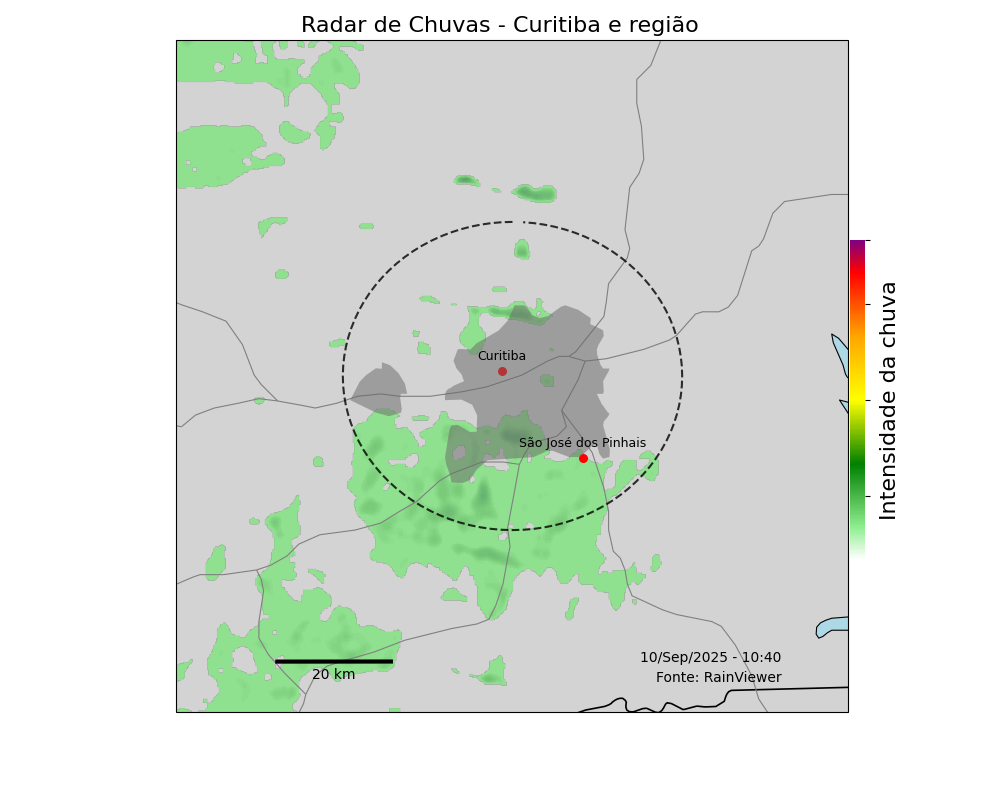 Radar de Chuvas - Curitiba e região
Curitiba
São José dos Pinhais
Intensidade da chuva
10/Sep/2025 - 10:40
Fonte: RainViewer
20 km